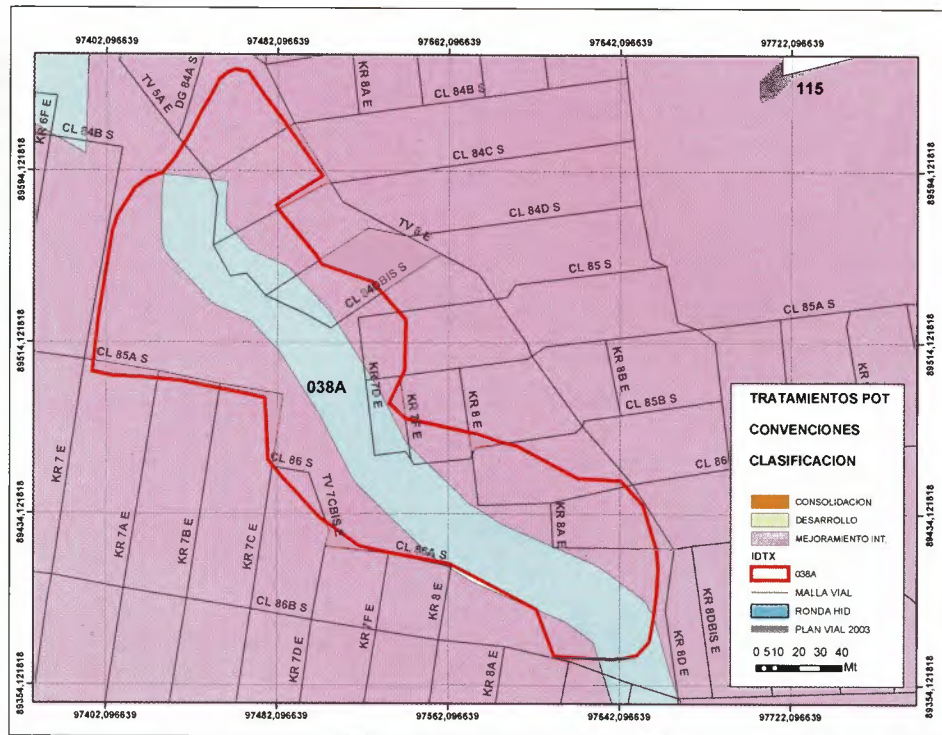 97402,096639
97482,096639
97562,096639
97642,096639
97722,096639
89594,121818
89514,121818
89434,121818
89354,121818
89594,121818
89514,121818
89434,121818
89354,121818
TV 5A E
DG 84A S
KR 8A E
CL 84B S
115
KR 6F E
CL 84B S
CL 84C S
CL 84D S
TV 8 E
CL 84DBIS S
CL 85 S
CL 85A S
CL 85A S
038A
KR 7D E
KR 7F E
KR 8 E
KR 8B E
CL 85B S
CL 86
KR 7 E
CL 86 S
TV 7CBIS E
KR 7A E
KR 7B E
KR 7C E
CL 86A S
KR 8A E
CL 86B S
KR 7D E
KR 7F E
KR 8 E
KR 8A E
KR 8D E
KR 8DBIS E
TRATAMIENTOS POT
CONVENCIONES
CLASIFICACION
CONSOLIDACION
DESARROLLO
MEJORAMIENTO INT.
IDTX
038A
MALLA VIAL
RONDA HID
PLAN VIAL 2003
0 5 10 20 30 40
Mt
97402,096639
97482,096639
97562,096639
97642,096639
97722,096639